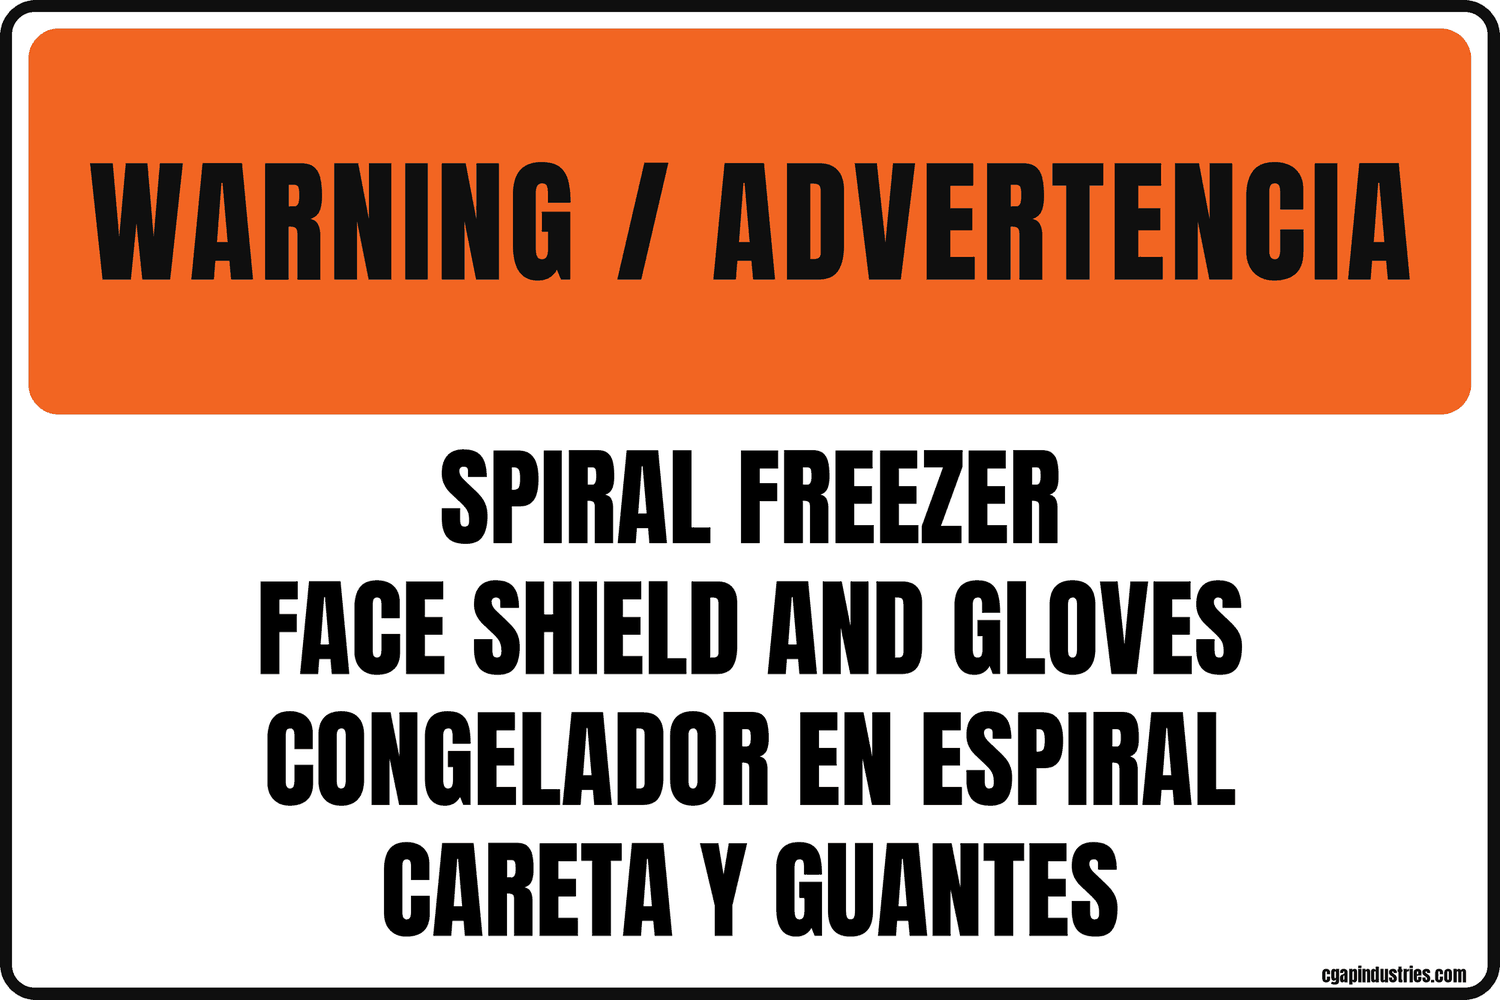 WARNING / ADVERTENCIA
SPIRAL FREEZER
FACE SHIELD AND GLOVES
CONGELADOR EN ESPIRAL
CARETA Y GUANTES
cgapindustries.com